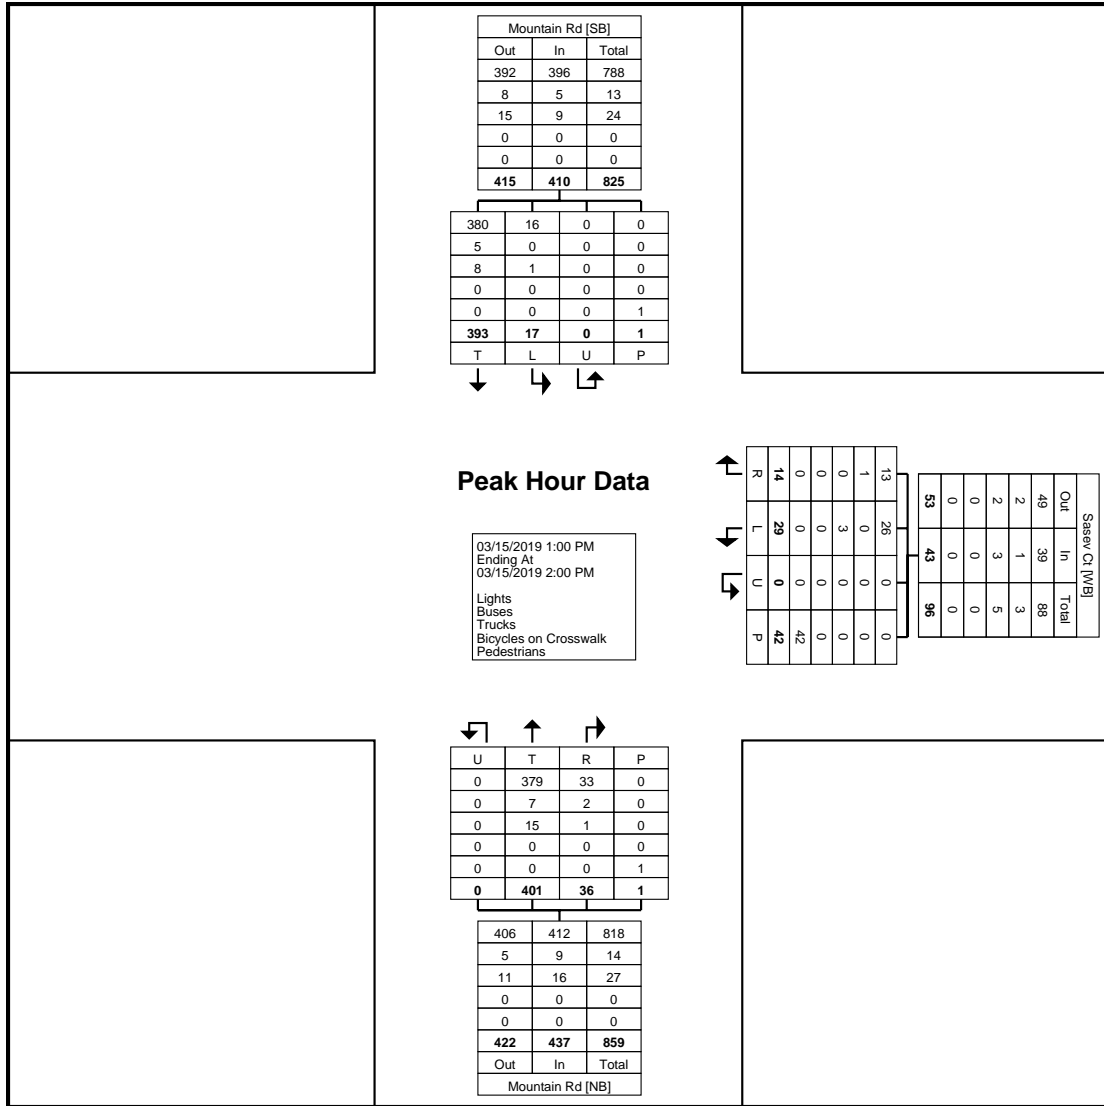 Mountain Rd [SB]
Out In Total
392 396 788
8 5 13
15 9 24
0 0 0
0 0 0
415 410 825
380 16 0 0
5 0 0 0
8 1 0 0
0 0 0 0
0 0 0 1
393 17 0 1
T L U P
Peak Hour Data
03/15/2019 1:00 PM
Ending At
03/15/2019 2:00 PM
Lights
Buses
Trucks
Bicycles on Crosswalk
Pedestrians
Sasev Ct [WB]
Out In Total
49 39 88
2 1 3
2 3 5
0 0 0
0 0 0
53 43 96
13 26 0 0
1 0 0 0
0 3 0 0
0 0 0 0
0 0 0 42
14 29 0 42
R L U P
U T R P
0 379 33 0
0 7 2 0
0 15 1 0
0 0 0 0
0 0 0 1
0 401 36 1
406 412 818
5 9 14
11 16 27
0 0 0
0 0 0
422 437 859
Out In Total
Mountain Rd [NB]